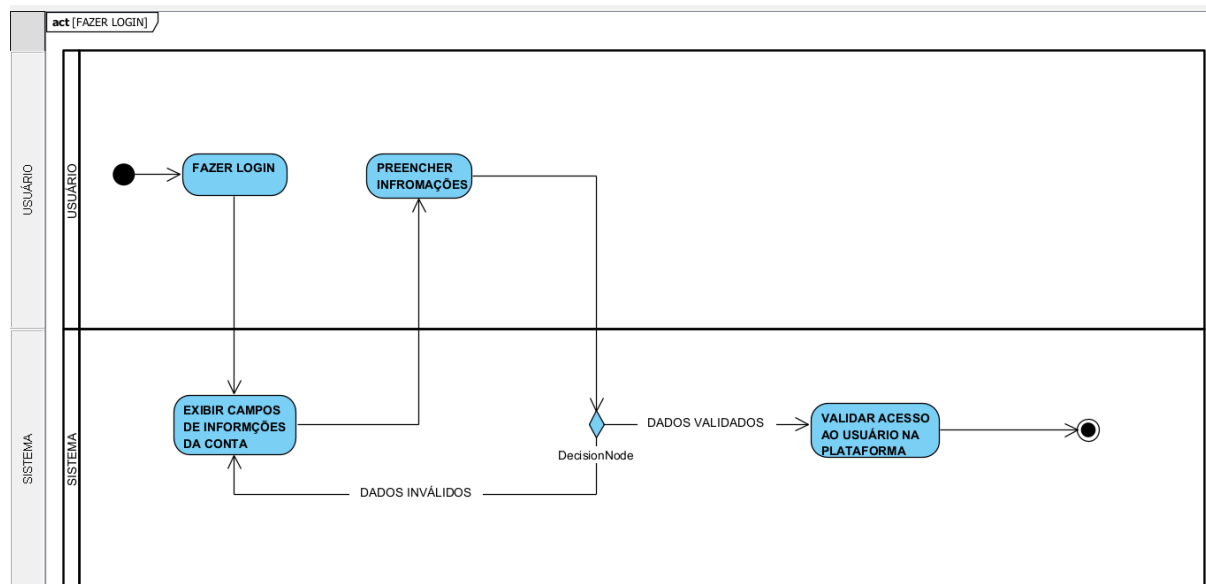 act [FAZER LOGIN]
USUÁRIO
USUÁRIO
FAZER LOGIN
PREENCHER
INFROMAÇÕES
SISTEMA
SISTEMA
EXIBIR CAMPOS
DE INFORMÇÕES
DA CONTA
DADOS VALIDADOS
VALIDAR ACESSO
AO USUÁRIO NA
PLATAFORMA
DecisionNode
DADOS INVÁLIDOS